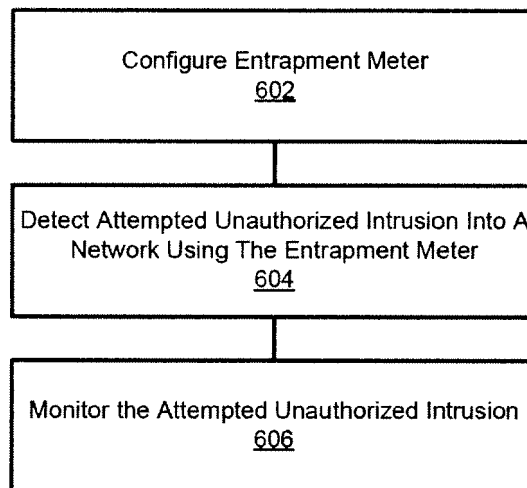 Configure Entrapment Meter
602
Detect Attempted Unauthorized Intrusion Into A
Network Using The Entrapment Meter
604
Monitor the Attempted Unauthorized Intrusion
606